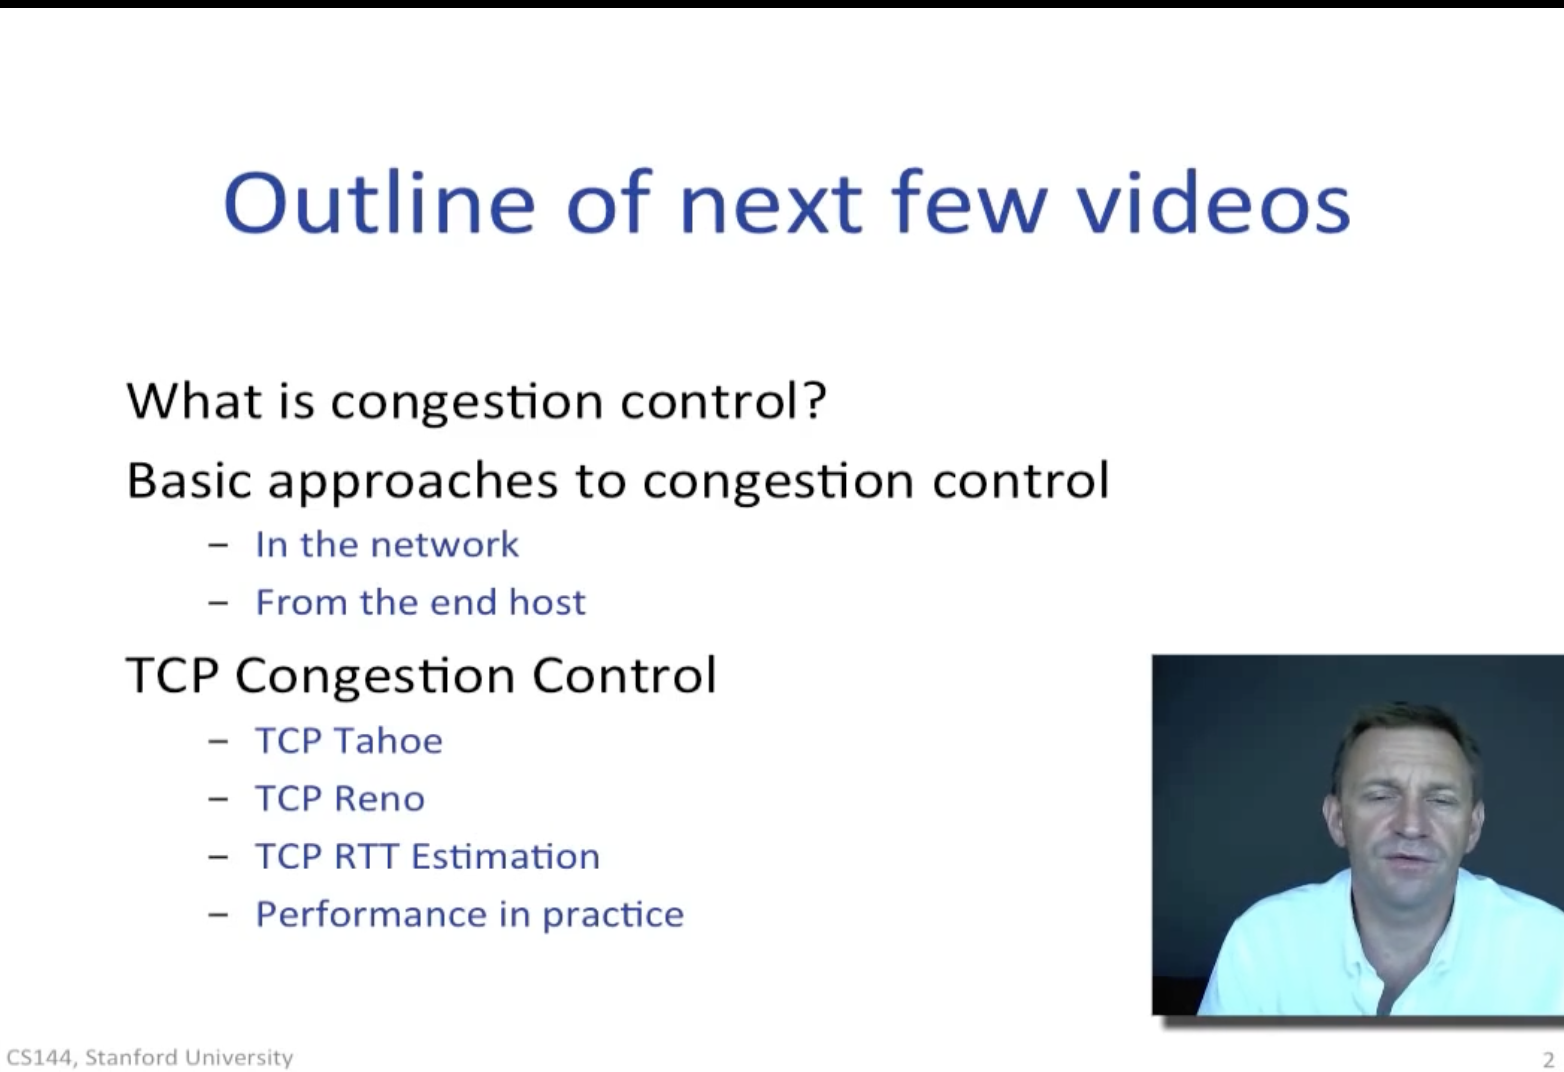 Outline of next few videos
What is congestion control?
Basic approaches to congestion control
– In the network
– From the end host
TCP Congestion Control
– TCP Tahoe
– TCP Reno
– TCP RTT Estimation
– Performance in practice
CS144, Stanford University
2